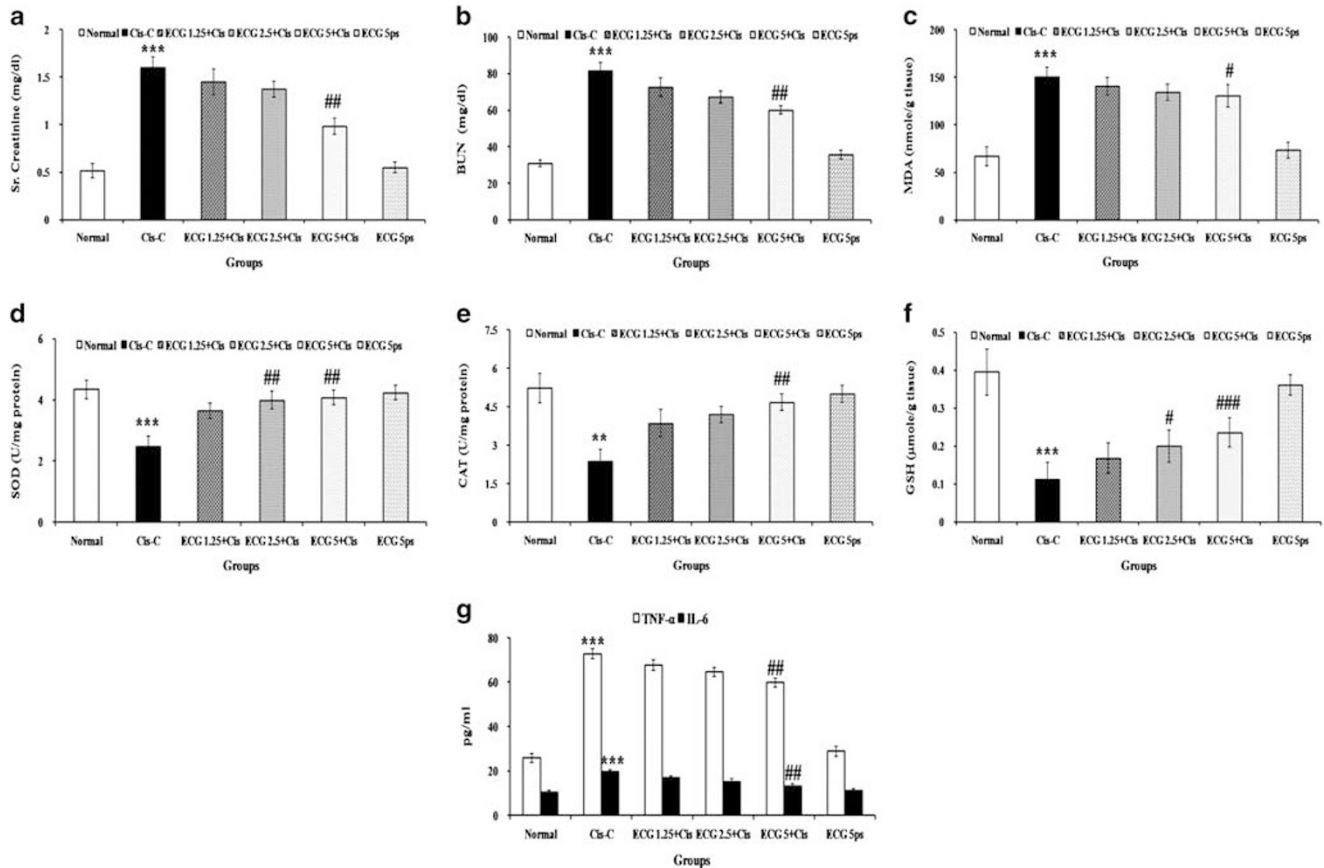 a
Normal Cis-C ECG 1.25+Cis ECG 2.5+Cis ECG 5+Cis ECG 5ps
Sr. Creatinine (mg/dl)
2
1.5
1
0.5
0
***
##
Normal Cis-C ECG 1.25+Cis ECG 2.5+Cis ECG 5+Cis ECG 5ps
Groups
b
Normal Cis-C ECG 1.25+Cis ECG 2.5+Cis ECG 5+Cis ECG 5ps
BUN (mg/dl)
100
80
60
40
20
0
***
##
Normal Cis-C ECG 1.25+Cis ECG 2.5+Cis ECG 5+Cis ECG 5ps
Groups
c
Normal Cis-C ECG 1.25+Cis ECG 2.5+Cis ECG 5+Cis ECG 5ps
MDA (nmole/g tissue)
200
150
100
50
0
***
#
Normal Cis-C ECG 1.25+Cis ECG 2.5+Cis ECG 5+Cis ECG 5ps
Groups
d
Normal Cis-C ECG 1.25+Cis ECG 2.5+Cis ECG 5+Cis ECG 5ps
SOD (U/mg protein)
6
4
2
0
***
## ##
Normal Cis-C ECG 1.25+Cis ECG 2.5+Cis ECG 5+Cis ECG 5ps
Groups
e
Normal Cis-C ECG 1.25+Cis ECG 2.5+Cis ECG 5+Cis ECG 5ps
CAT (U/mg protein)
7.5
6
4.5
3
1.5
0
**
##
Normal Cis-C ECG 1.25+Cis ECG 2.5+Cis ECG 5+Cis ECG 5ps
Groups
f
Normal Cis-C ECG 1.25+Cis ECG 2.5+Cis ECG 5+Cis ECG 5ps
GSH (µmole/g tissue)
0.5
0.4
0.3
0.2
0.1
0
***
# ###
Normal Cis-C ECG 1.25+Cis ECG 2.5+Cis ECG 5+Cis ECG 5ps
Groups
g
TNF-α IL-6
pg/ml
80
60
40
20
0
***
***
##
##
Normal Cis-C ECG 1.25+Cis ECG 2.5+Cis ECG 5+Cis ECG 5ps
Groups